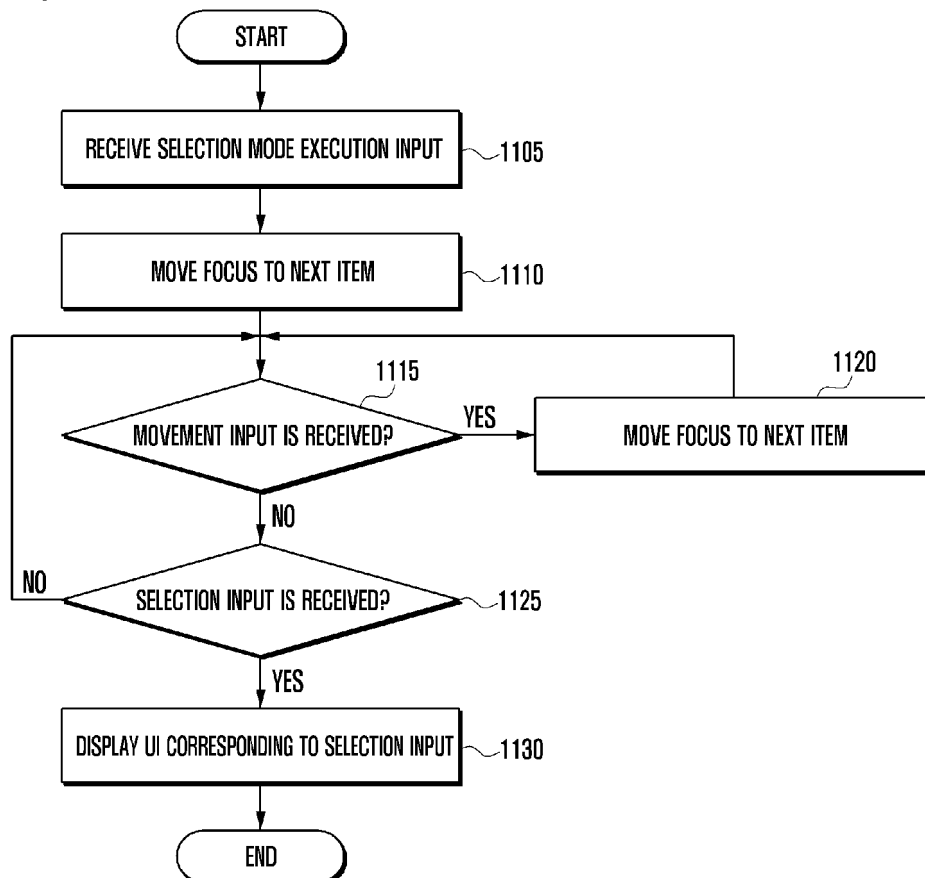 START
RECEIVE SELECTION MODE EXECUTION INPUT
1105
MOVE FOCUS TO NEXT ITEM
1110
1115
MOVEMENT INPUT IS RECEIVED?
YES
1120
MOVE FOCUS TO NEXT ITEM
NO
SELECTION INPUT IS RECEIVED?
1125
NO
YES
DISPLAY UI CORRESPONDING TO SELECTION INPUT
1130
END